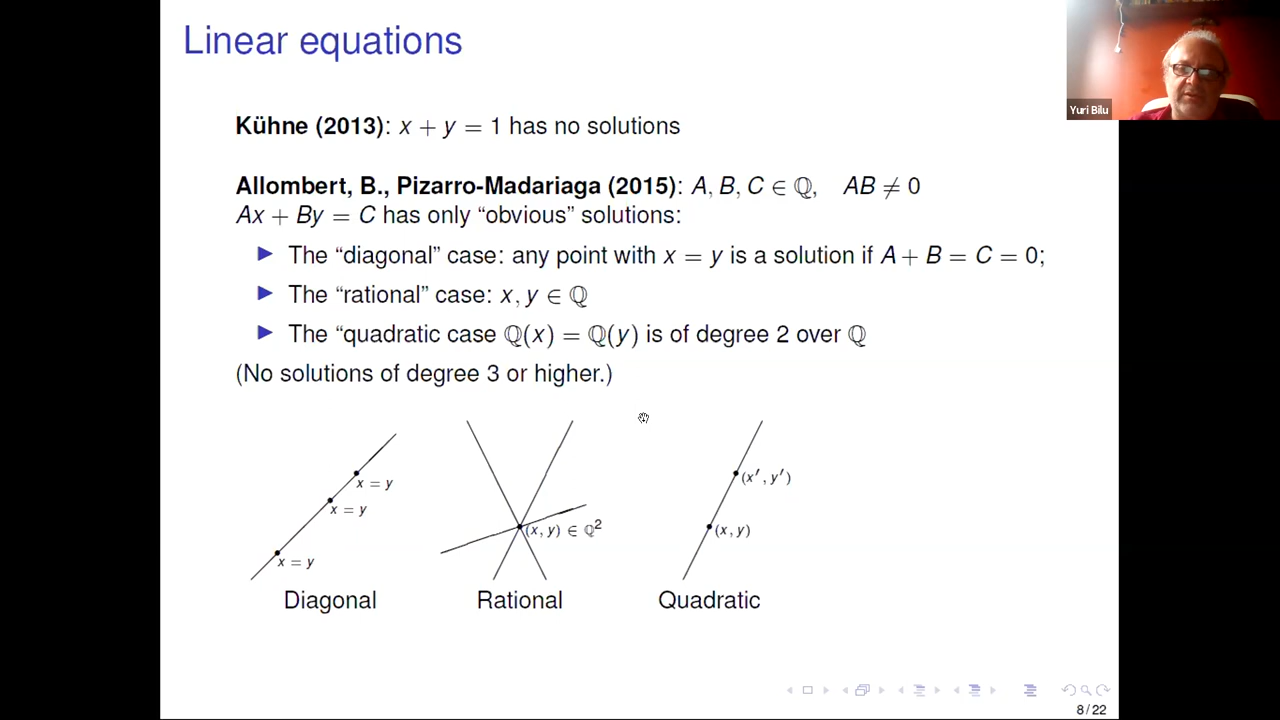 Linear equations
Yuri Bilu
Kühne (2013): x + y = 1 has no solutions
Allombert, B., Pizarro-Madariaga (2015): A, B, C ∈ ℚ, AB ≠ 0
Ax + By = C has only “obvious” solutions:
The “diagonal” case: any point with x = y is a solution if A + B = C = 0;
The “rational” case: x, y ∈ ℚ
The “quadratic case ℚ(x) = ℚ(y) is of degree 2 over ℚ
(No solutions of degree 3 or higher.)
x = y
x = y
x = y
Diagonal
(x, y) ∈ ℚ²
Rational
(x′, y′)
(x, y)
Quadratic
8/22